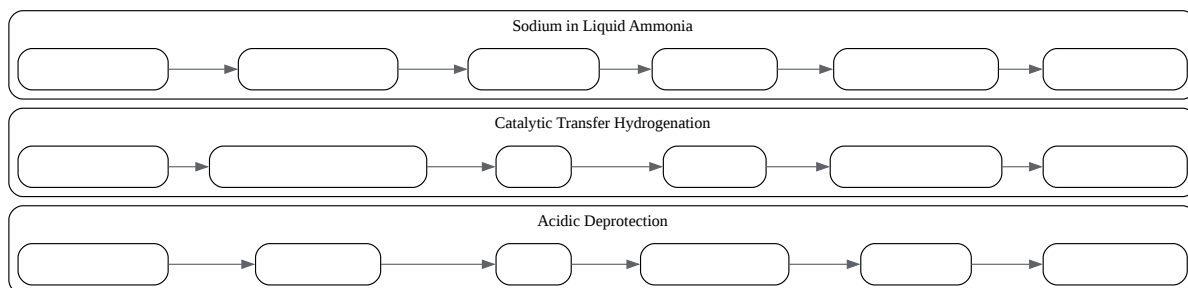 Sodium in Liquid Ammonia
Catalytic Transfer Hydrogenation
Acidic Deprotection